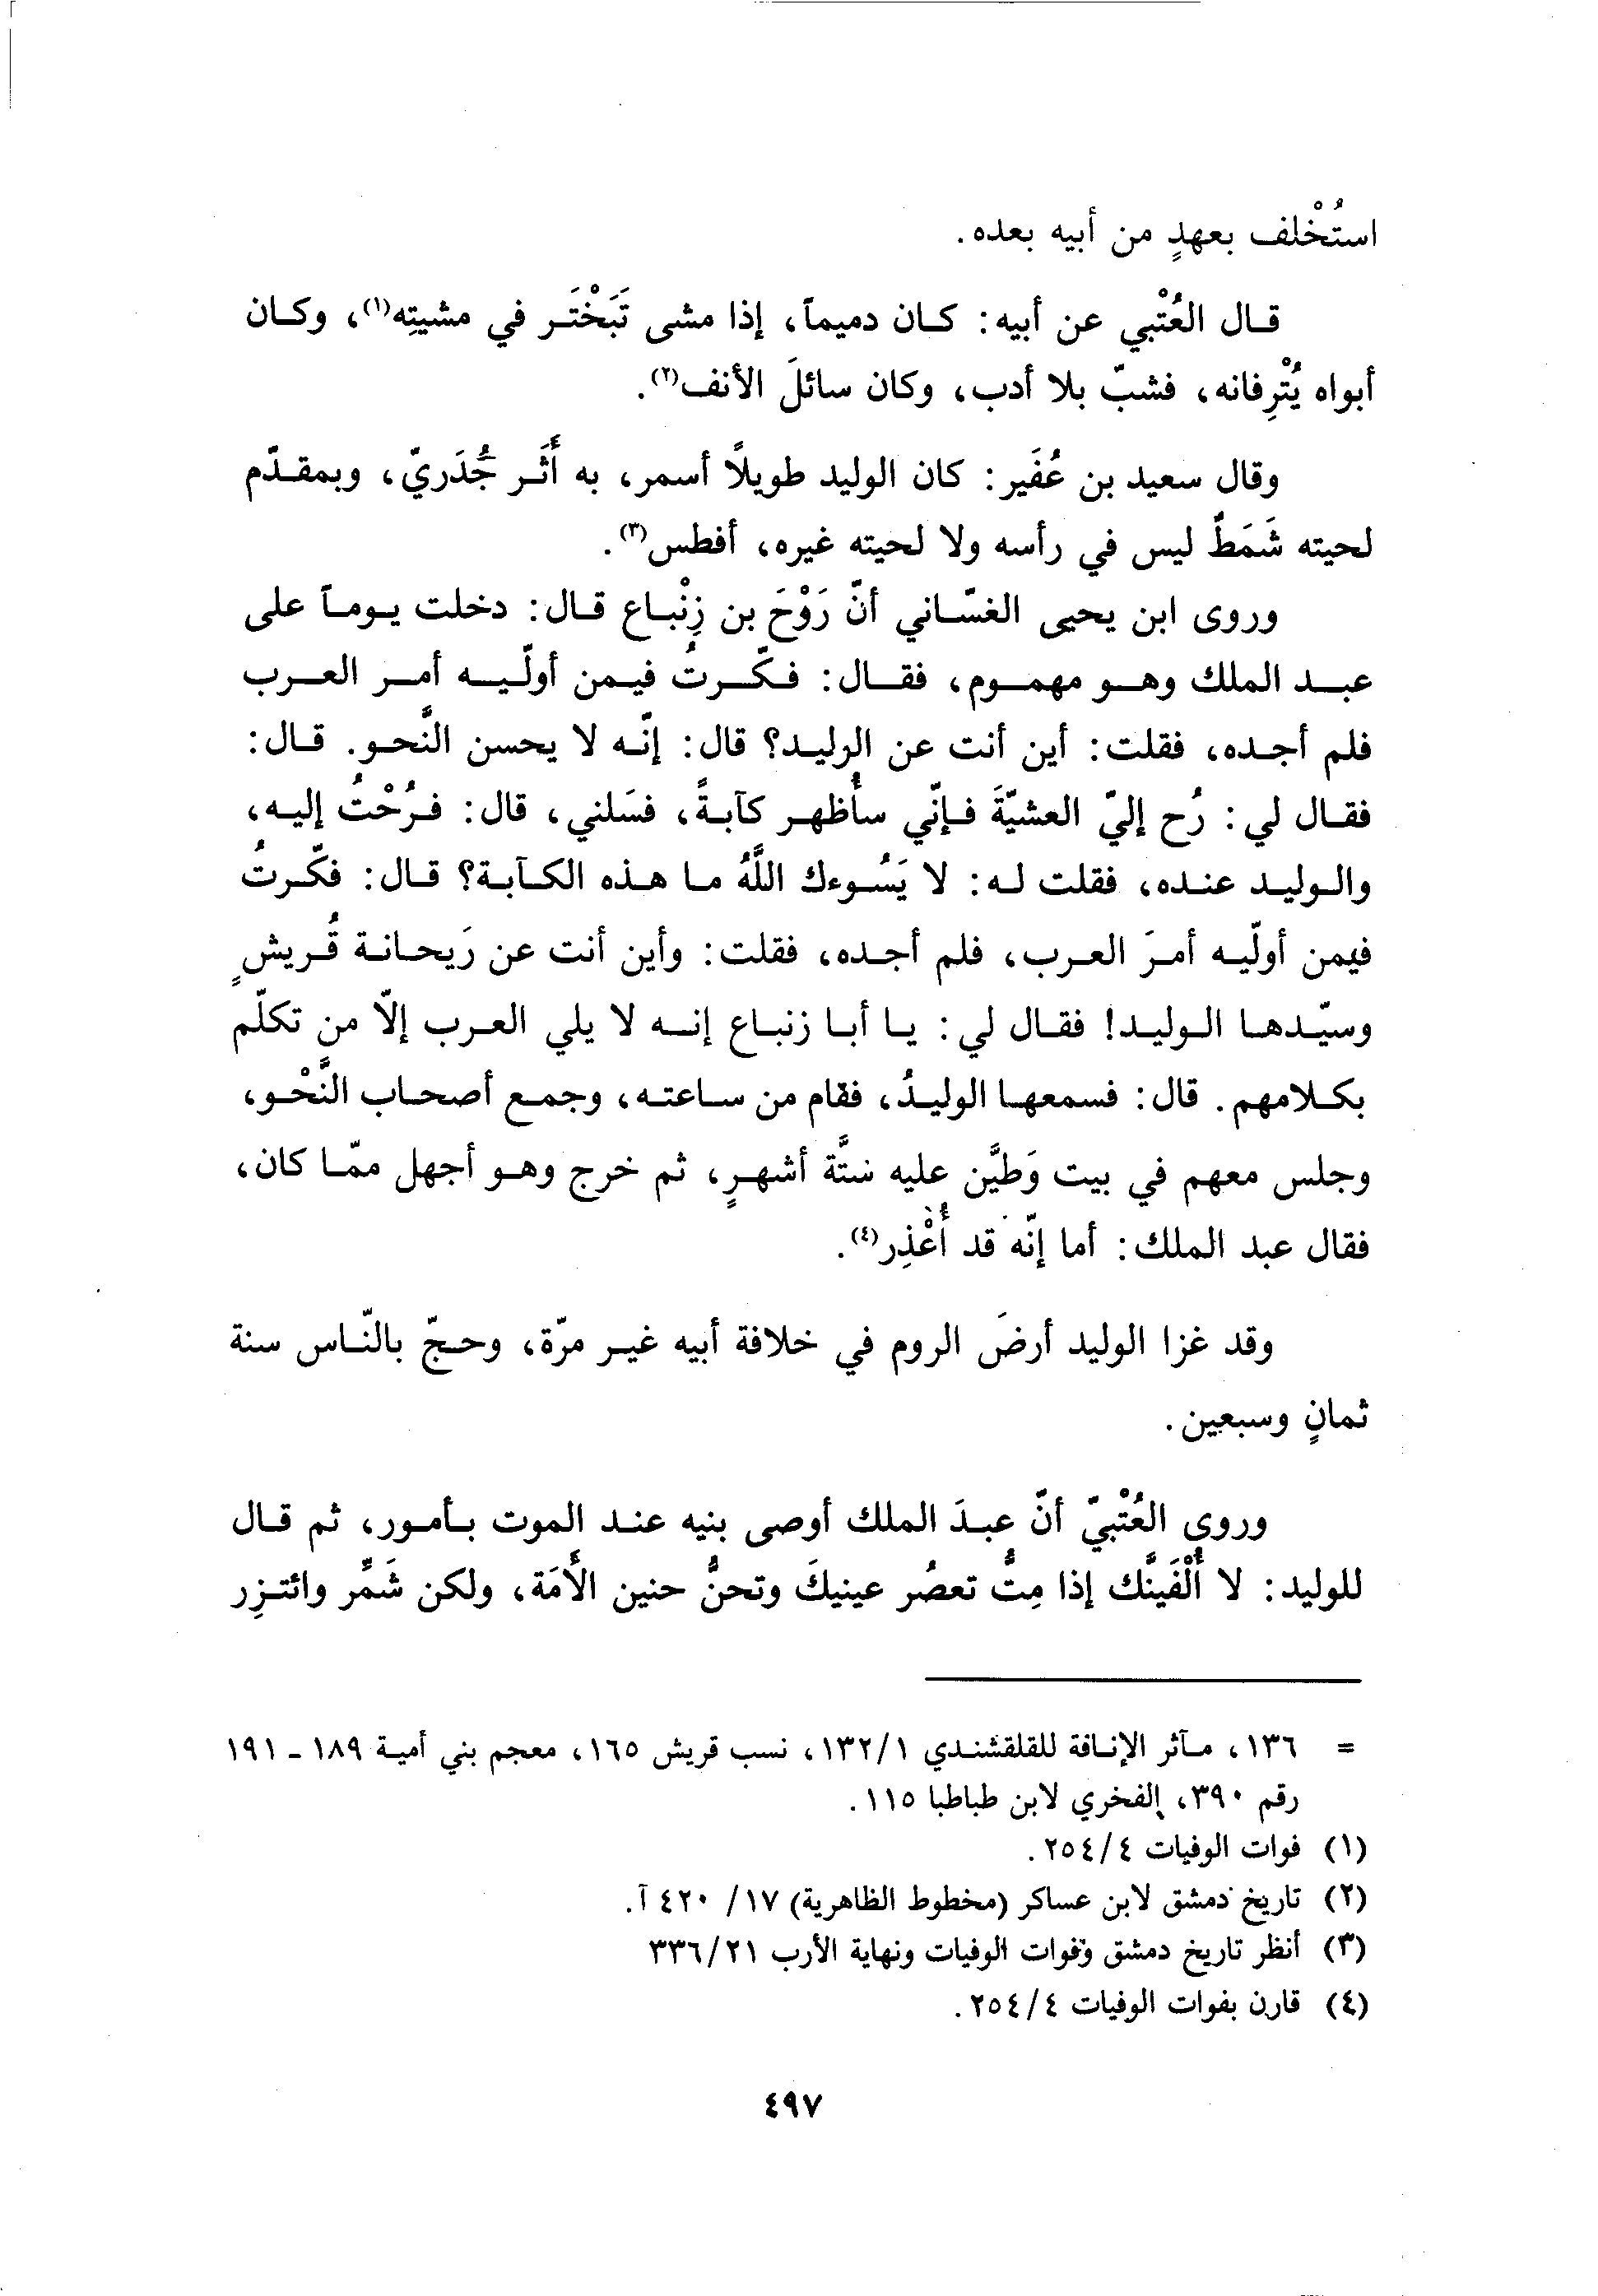 استُخْلف بعهدٍ من أبيه بعده.
قال العُتْبي عن أبيه: كان دميماً، إذا مشى تَبَخْتَر في مشيتِه(١)، وكان
أبواه يُتْرِفانه، فشبّ بلا أدب، وكان سائلَ الأنف(٢).
وقال سعيد بن عُفَير: كان الوليد طويلاً أسمر، به أَثَر جُدَريّ، وبمقدّم
لحيته شَمَطٌ ليس في رأسه ولا لحيته غيره، أفطس(٣).
وروى ابن يحيى الغسّاني أنّ رَوْحَ بن زِنْباع قال: دخلت يوماً على
عبد الملك وهو مهموم، فقال: فكّرتُ فيمن أولّيه أمر العرب
فلم أجده، فقلت: أين أنت عن الوليد؟ قال: إنّه لا يحسن النَّحو. قال:
فقال لي: رُح إليّ العشيّةَ فإنّي سأُظهر كآبةً، فسَلني، قال: فرُحْتُ إليه،
والوليد عنده، فقلت له: لا يَسُوءك اللَّهُ ما هذه الكآبة؟ قال: فكّرتُ
فيمن أولّيه أمرَ العرب، فلم أجده، فقلت: وأين أنت عن رَيحانة قُريشٍ
وسيّدها الوليد! فقال لي: يا أبا زنباع إنه لا يلي العرب إلاّ من تكلّم
بكلامهم. قال: فسمعها الوليدُ، فقام من ساعته، وجمع أصحاب النَّحْو،
وجلس معهم في بيت وَطيَّن عليه ستَّة أشهرٍ، ثم خرج وهو أجهل ممّا كان،
فقال عبد الملك: أما إنّه قد أُعْذِر(٤).
وقد غزا الوليد أرضَ الروم في خلافة أبيه غير مرّة، وحجّ بالنّاس سنة
ثمانٍ وسبعين.
وروى العُتْبيّ أنّ عبدَ الملك أوصى بنيه عند الموت بأمور، ثم قال
للوليد: لا أُلْفَيَنَّك إذا مِتُّ تعصُر عينيكَ وتحنُّ حنين الأَمَة، ولكن شَمِّر وائتزِر
= ١٣٦، مآثر الإنافة للقلقشندي ١/١٣٢، نسب قريش ١٦٥، معجم بني أمية ١٨٩ - ١٩١
رقم ٣٩٠، الفخري لابن طباطبا ١١٥.
(١) فوات الوفيات ٤/٢٥٤.
(٢) تاريخ دمشق لابن عساكر (مخطوط الظاهرية) ١٧/ ٤٢٠ آ.
(٣) أنظر تاريخ دمشق وفوات الوفيات ونهاية الأرب ٢١/٣٣٦
(٤) قارن بفوات الوفيات ٤/٢٥٤.
٤٩٧